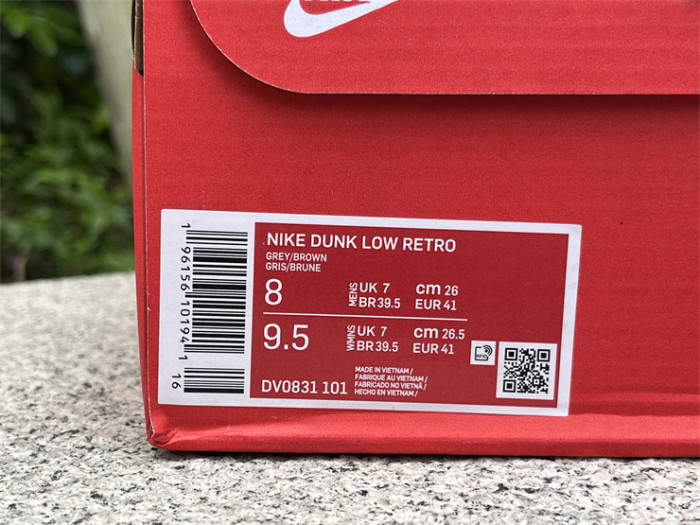 NIKE DUNK LOW RETRO
GREY/BROWN
GRIS/BRUNE
8 MENS UK 7 cm 26
BR 39.5 EUR 41
9.5 WMNS UK 7 cm 26.5
BR 39.5 EUR 41
RFID
DV0831 101
MADE IN VIETNAM /
FABRIQUE AU VIETNAM /
FABRICADO NO VIETNÃ /
HECHO EN VIETNAM /
1 96156 10194 1
16